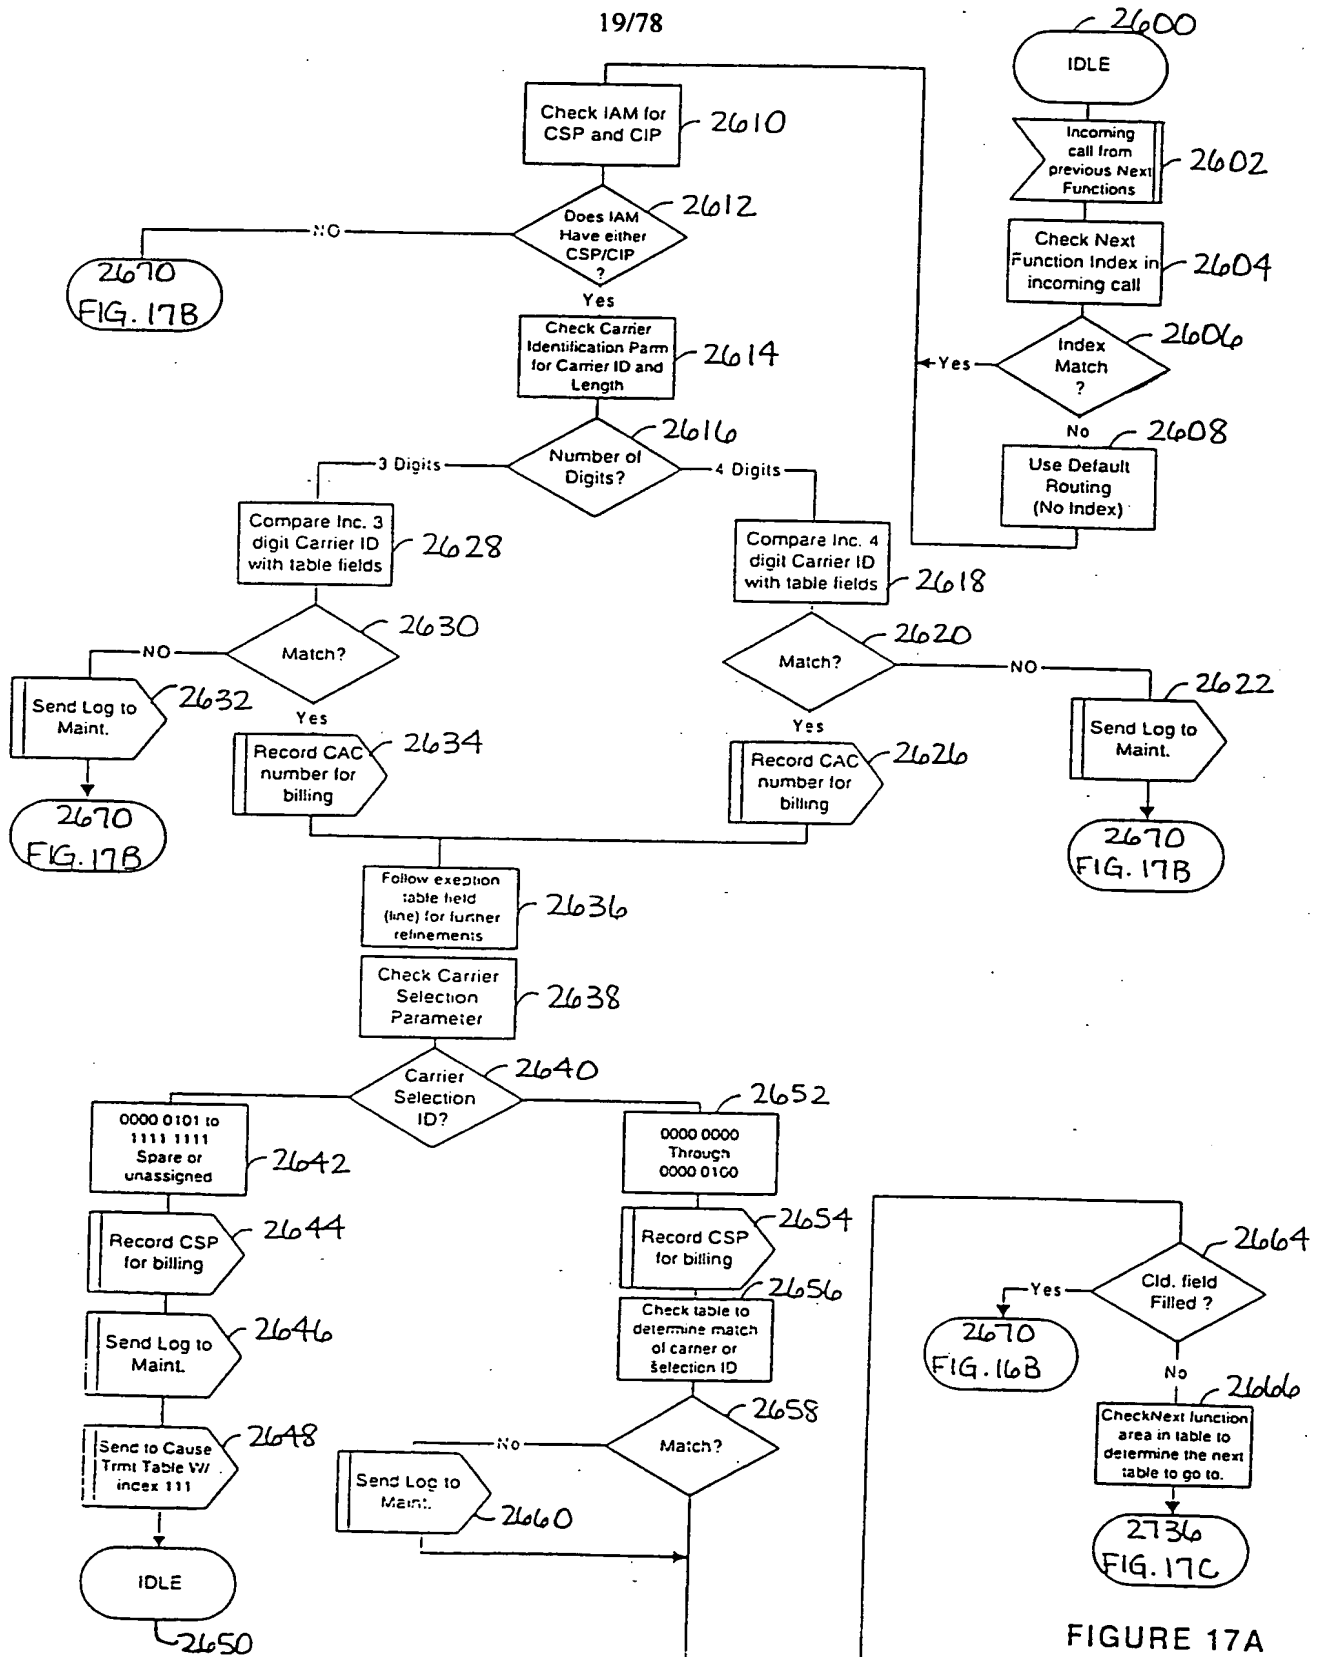 19/78
2600
IDLE
Incoming
call from
previous Next
Functions
2602
Check Next
Function Index in
incoming call
2604
Index
Match
?
2606
Yes
No
2608
Use Default
Routing
(No Index)
Check IAM for
CSP and CIP
2610
Does IAM
Have either
CSP/CIP
?
2612
NO
2670
FIG. 17B
Yes
Check Carrier
Identification Parm
for Carrier ID and
Length
2614
Number of
Digits?
2616
3 Digits
4 Digits
Compare Inc. 3
digit Carrier ID
with table fields
2628
Compare Inc. 4
digit Carrier ID
with table fields
2618
Match?
2630
NO
Send Log to
Maint.
2632
2670
FIG. 17B
Yes
Record CAC
number for
billing
2634
Match?
2620
NO
Send Log to
Maint.
2622
2670
FIG. 17B
Yes
Record CAC
number for
billing
2626
Follow exeption
table field
(line) for further
refinements
2636
Check Carrier
Selection
Parameter
2638
Carrier
Selection
ID?
2640
0000 0101 to
1111 1111
Spare or
unassigned
2642
Record CSP
for billing
2644
Send Log to
Maint.
2646
Send to Cause
Trmt Table W/
index 111
2648
IDLE
2650
2652
0000 0000
Through
0000 0100
Record CSP
for billing
2654
2656
Check table to
determine match
of carrier or
selection ID
Match?
2658
No
Send Log to
Maint.
2660
Cld. field
Filled ?
2664
Yes
2670
FIG. 16B
No
2666
CheckNext function
area in table to
determine the next
table to go to.
2736
FIG. 17C
FIGURE 17A